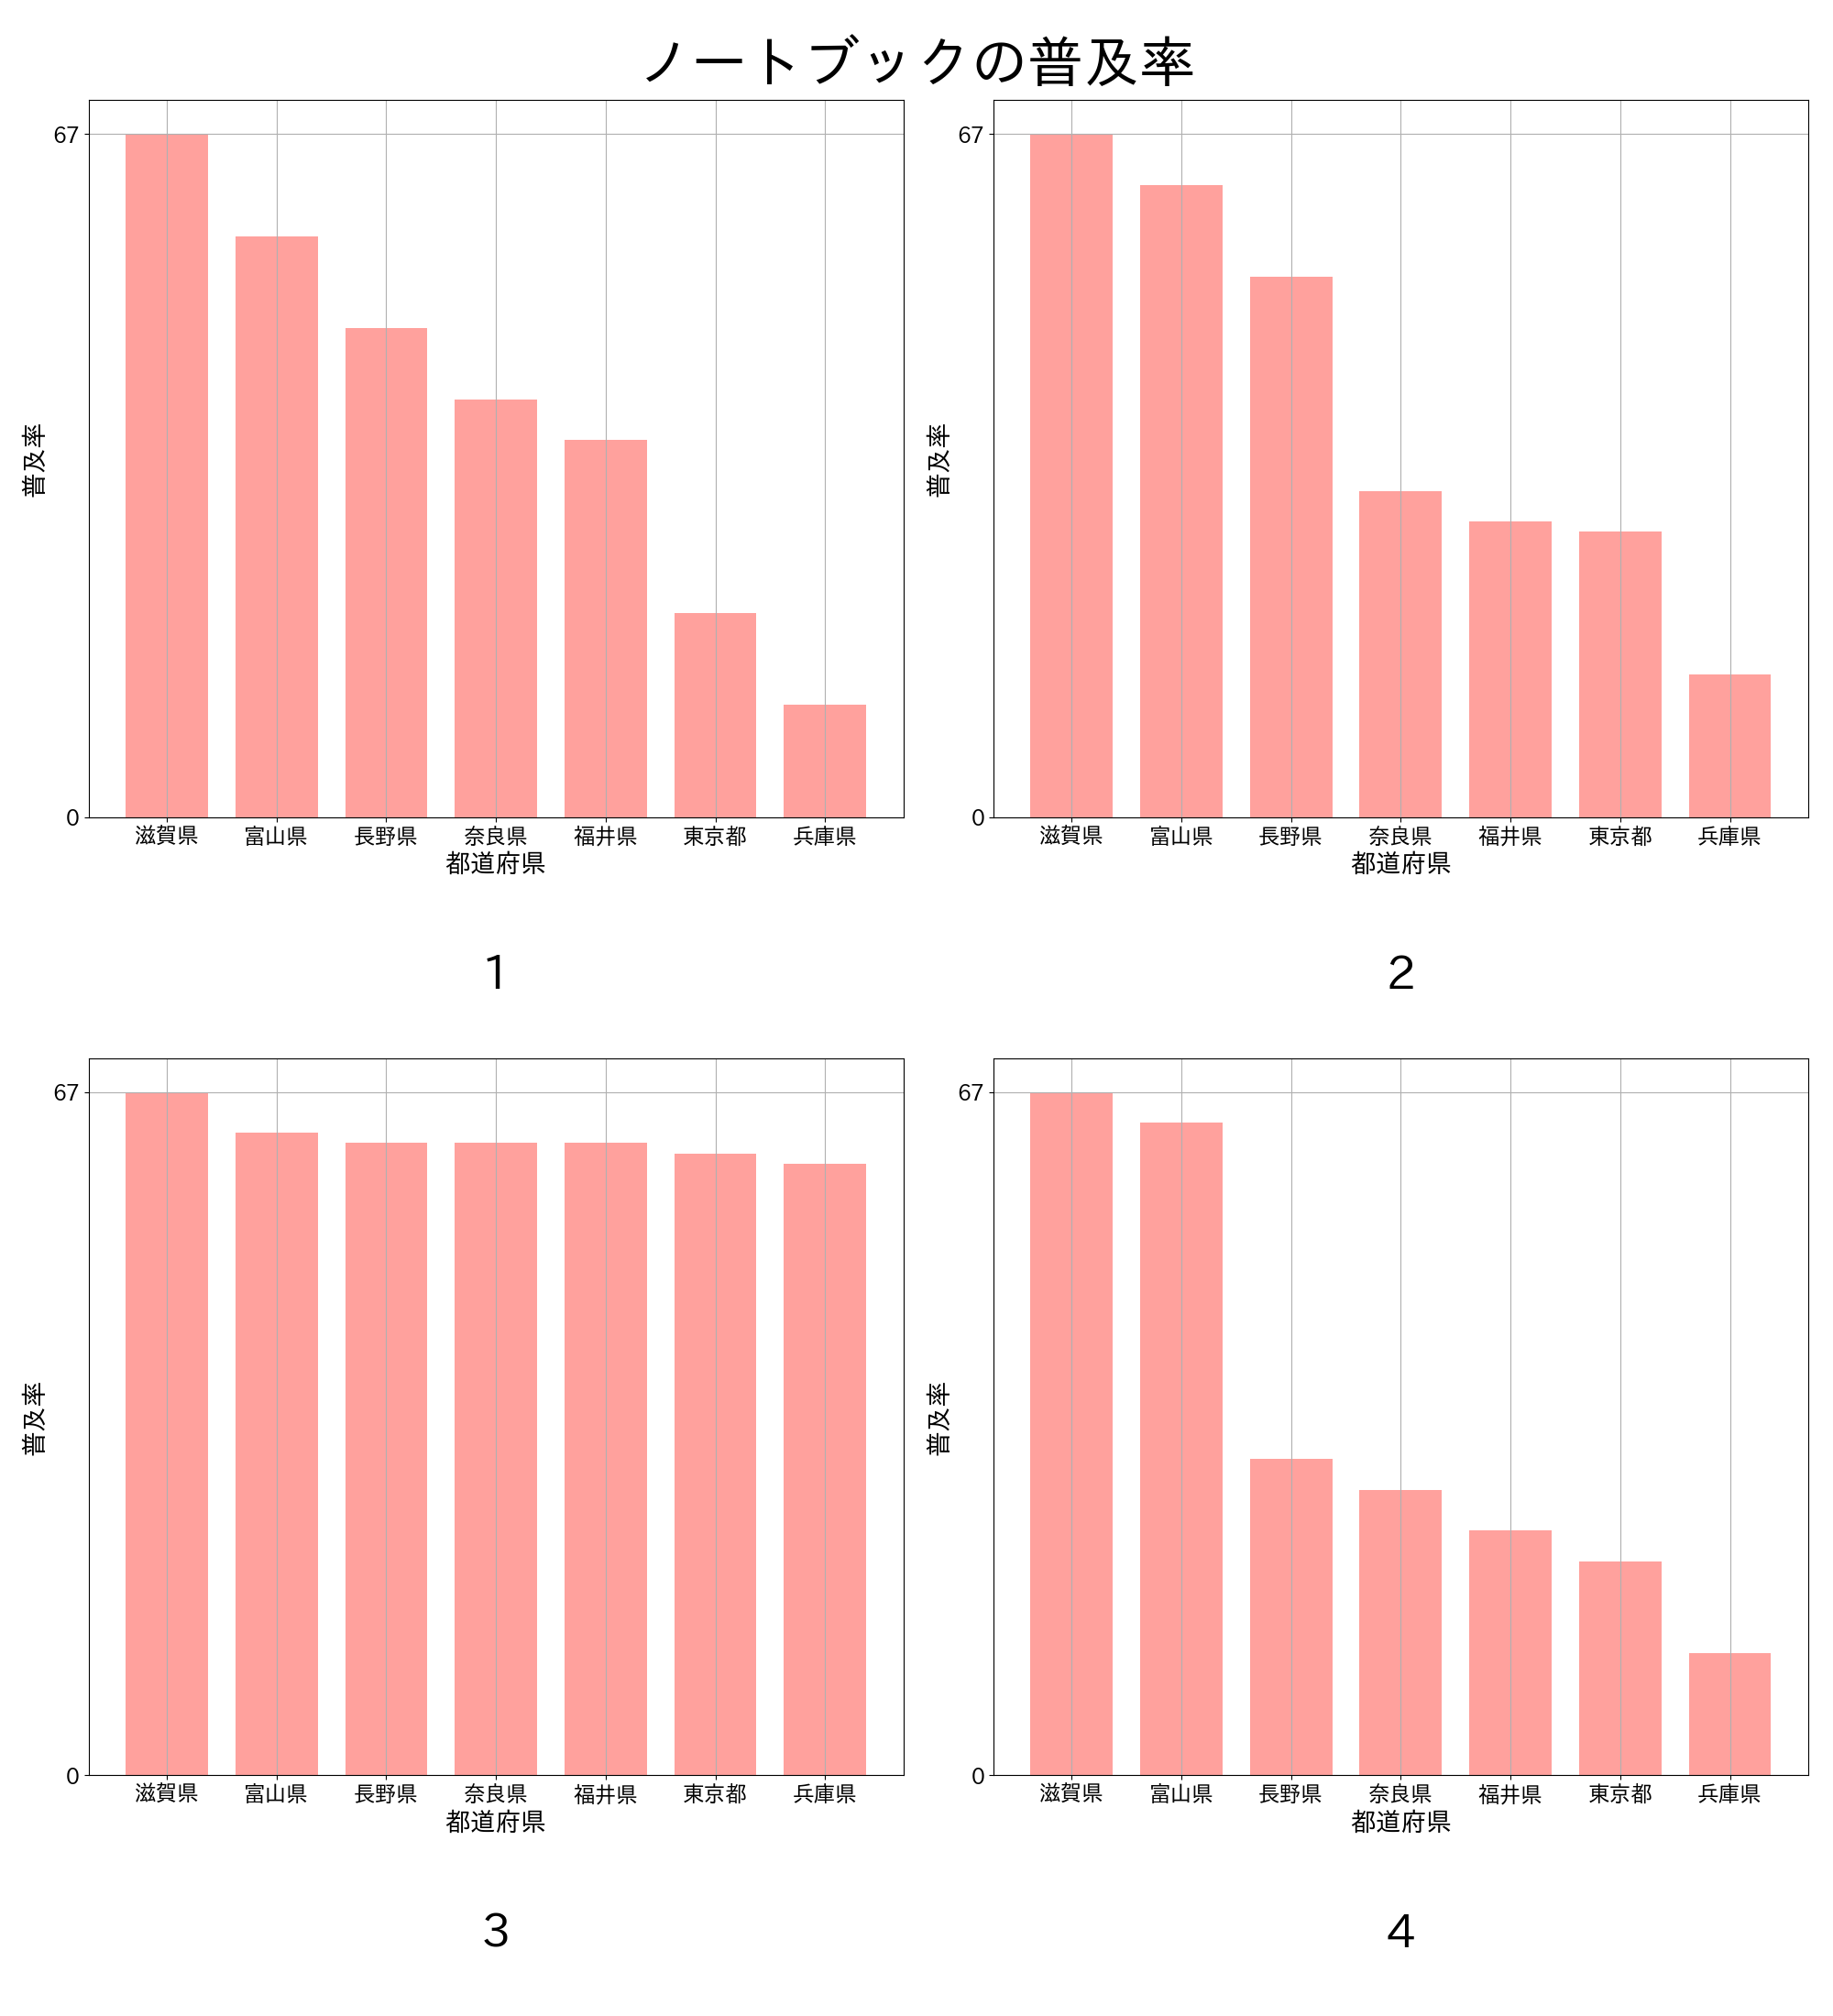 ノートブックの普及率
67
0
普及率
滋賀県 富山県 長野県 奈良県 福井県 東京都 兵庫県
都道府県
1
67
0
普及率
滋賀県 富山県 長野県 奈良県 福井県 東京都 兵庫県
都道府県
2
67
0
普及率
滋賀県 富山県 長野県 奈良県 福井県 東京都 兵庫県
都道府県
3
67
0
普及率
滋賀県 富山県 長野県 奈良県 福井県 東京都 兵庫県
都道府県
4